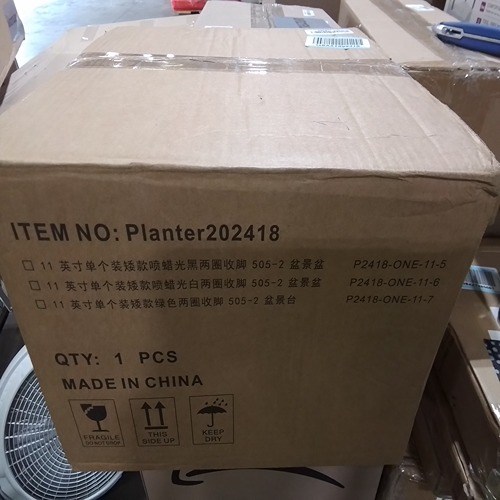 ITEM NO: Planter202418
□ 11 英寸单个装矮款喷蜡光黑两圈收脚 505-2 盆景盆 P2418-ONE-11-5
□ 11 英寸单个装矮款喷蜡光白两圈收脚 505-2 盆景盆 P2418-ONE-11-6
□ 11 英寸单个装矮款绿色两圈收脚 505-2 盆景台 P2418-ONE-11-7
QTY: 1 PCS
MADE IN CHINA
FRAGILE
DO NOT DROP
THIS
SIDE UP
KEEP
DRY